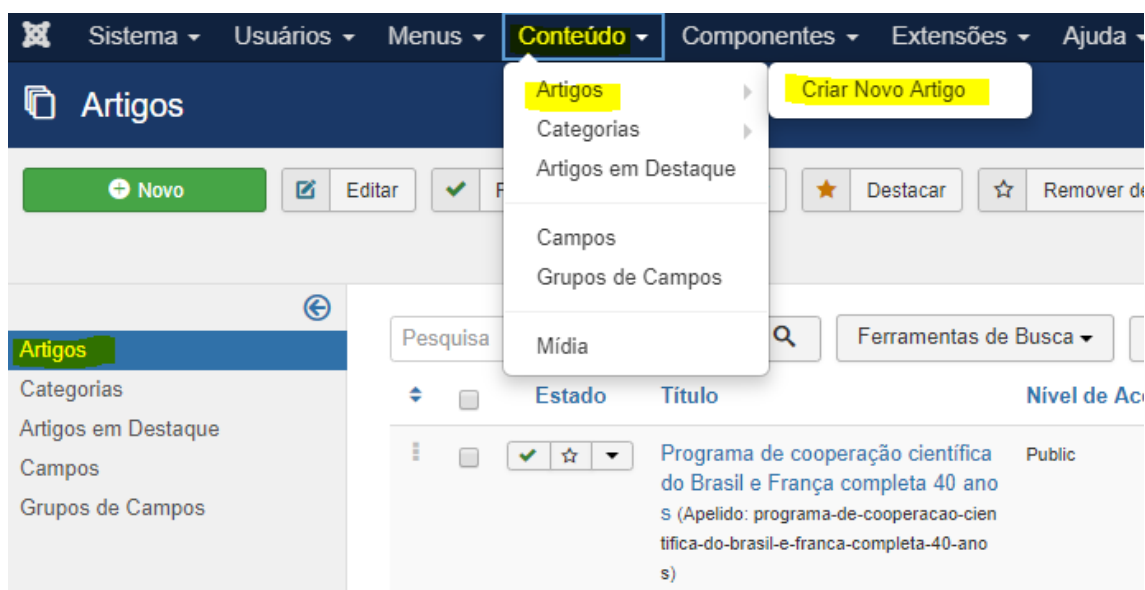 Sistema Usuários Menus Conteúdo Componentes Extensões Ajuda
Artigos
Artigos
Criar Novo Artigo
Categorias
Artigos em Destaque
Campos
Grupos de Campos
Mídia
Novo Editar Destacar Remover
Artigos
Categorias
Artigos em Destaque
Campos
Grupos de Campos
Pesquisa
Ferramentas de Busca
Estado Título Nível de
Programa de cooperação científica
do Brasil e França completa 40 ano
s (Apelido: programa-de-cooperacao-cien
tifica-do-brasil-e-franca-completa-40-ano
s)
Public